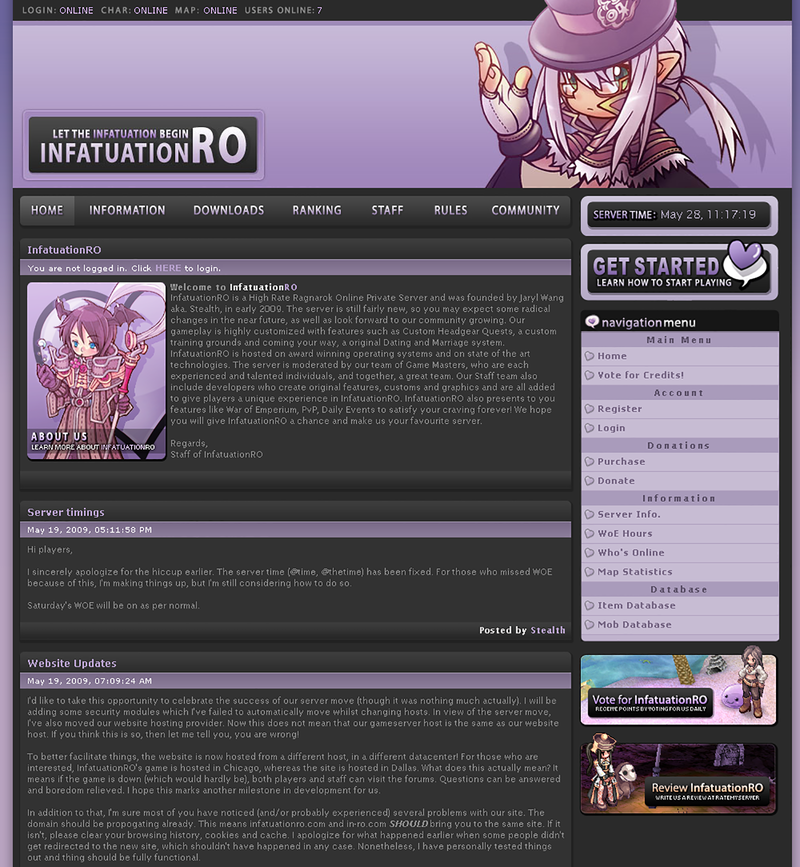 LOGIN: ONLINE CHAR: ONLINE MAP: ONLINE USERS ONLINE: 7
LET THE INFATUATION BEGIN
INFATUATIONRO
HOME INFORMATION DOWNLOADS RANKING STAFF RULES COMMUNITY
InfatuationRO
You are not logged in. Click HERE to login.
Welcome to InfatuationRO
InfatuationRO is a High Rate Ragnarok Online Private Server and was founded by Jaryl Wang
aka. Stealth, in early 2009. The server is still fairly new, so you may expect some radical
changes in the near future, as well as look forward to our community growing. Our
gameplay is highly customized with features such as Custom Headgear Quests, a custom
training grounds and coming your way, a original Dating and Marriage system.
InfatuationRO is hosted on award winning operating systems and on state of the art
technologies. The server is moderated by our team of Game Masters, who are each
experienced and talented individuals, and together, a great team. Our Staff team also
include developers who create original features, customs and graphics and are all added
to give players a unique experience in InfatuationRO. InfatuationRO also presents to you
features like War of Emperium, PvP, Daily Events to satisfy your craving forever! We hope
you will give InfatuationRO a chance and make us your favourite server.
Regards,
Staff of InfatuationRO
ABOUT US
LEARN MORE ABOUT INFATUATIONRO
Server timings
May 19, 2009, 05:11:58 PM
Hi players,
I sincerely apologize for the hiccup earlier. The server time (@time, @thetime) has been fixed. For those who missed WOE
because of this, I'm making things up, but I'm still considering how to do so.
Saturday's WOE will be on as per normal.
Posted by Stealth
Website Updates
May 19, 2009, 07:09:24 AM
I'd like to take this opportunity to celebrate the success of our server move (though it was nothing much actually). I will be
adding some security modules which I've failed to automatically move whilst changing hosts. In view of the server move,
I've also moved our website hosting provider. Now this does not mean that our gameserver host is the same as our website
host. If you think this is so, then let me tell you, you are wrong!
To better facilitate things, the website is now hosted from a different host, in a different datacenter! For those who are
interested, InfatuationRO's game is hosted in Chicago, whereas the site is hosted in Dallas. What does this actually mean? It
means if the game is down (which would hardly be), both players and staff can visit the forums. Questions can be answered
and boredom relieved. I hope this marks another milestone in development for us.
In addition to that, I'm sure most of you have noticed (and/or probably experienced) several problems with our site. The
domain should be propogating already. This means infatuationro.com and in-ro.com SHOULD bring you to the same site. If it
isn't, please clear your browsing history, cookies and cache. I apologize for what happened earlier when some people didn't
get redirected to the new site, which shouldn't have happened in any case. Nonetheless, I have personally tested things
out and thing should be fully functional.
SERVER TIME: May 28, 11:17:19
GET STARTED
LEARN HOW TO START PLAYING
navigation menu
Main Menu
Home
Vote for Credits!
Account
Register
Login
Donations
Purchase
Donate
Information
Server Info.
WoE Hours
Who's Online
Map Statistics
Database
Item Database
Mob Database
Vote for InfatuationRO
RECEIVE POINTS BY VOTING FOR US DAILY
Review InfatuationRO
WRITE US A REVIEW AT RATEMYSERVER